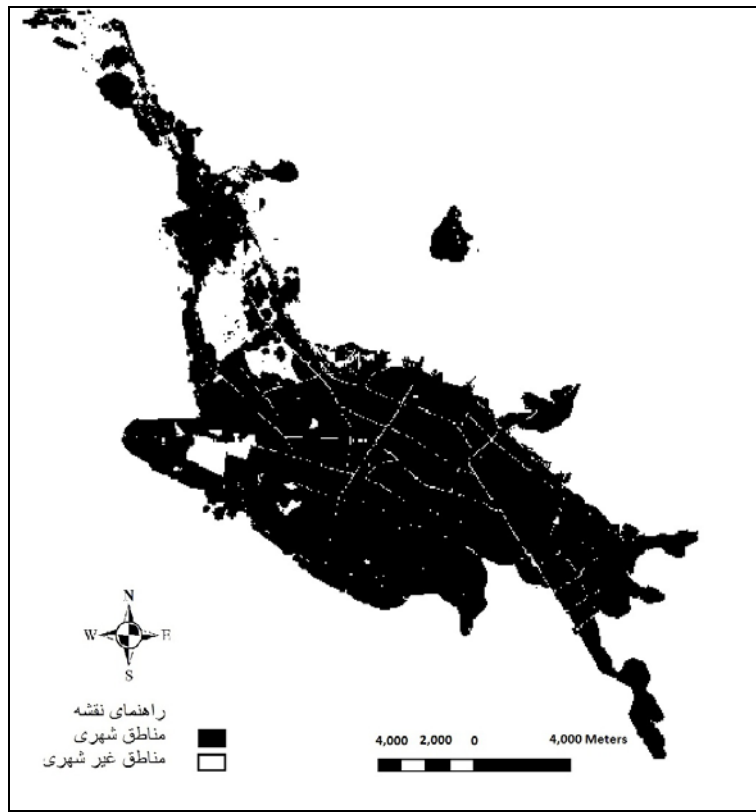 N
W E
S
راهنمای نقشه
مناطق شهری
مناطق غیر شهری
4,000 2,000 0 4,000 Meters